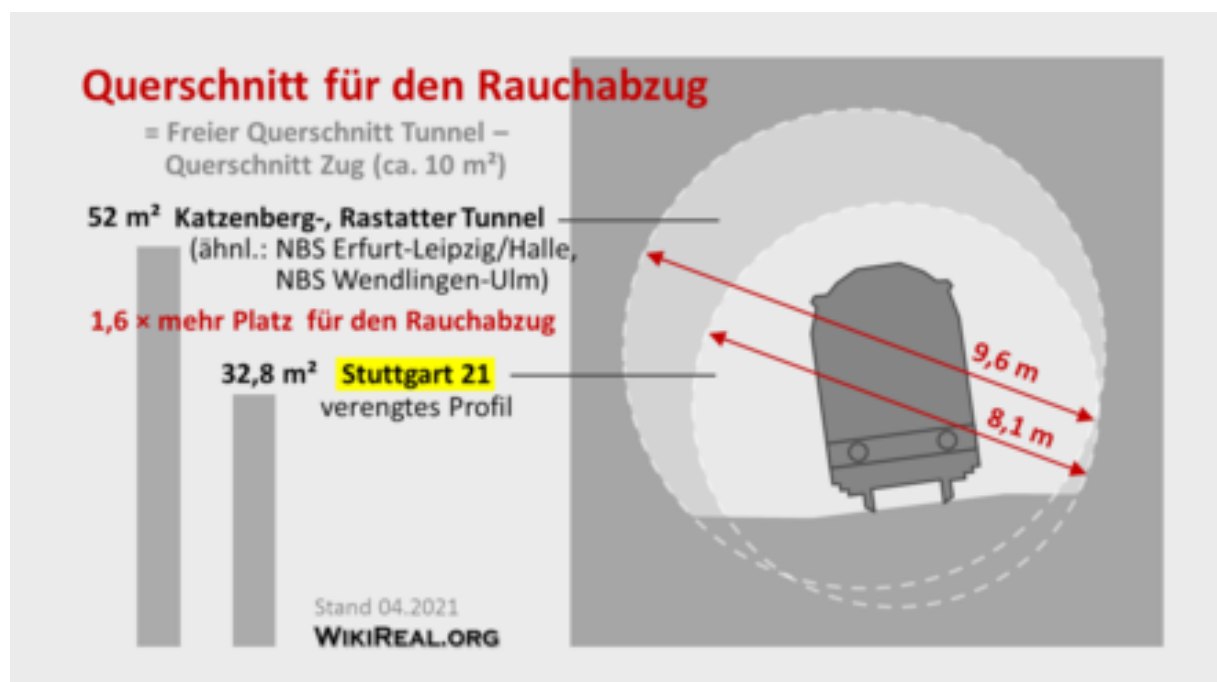 Querschnitt für den Rauchabzug
= Freier Querschnitt Tunnel –
Querschnitt Zug (ca. 10 m²)
52 m² Katzenberg-, Rastatter Tunnel
(ähnl.: NBS Erfurt-Leipzig/Halle,
NBS Wendlingen-Ulm)
1,6 × mehr Platz für den Rauchabzug
32,8 m² Stuttgart 21
verengtes Profil
9,6 m
8,1 m
Stand 04.2021
WIKIREAL.ORG